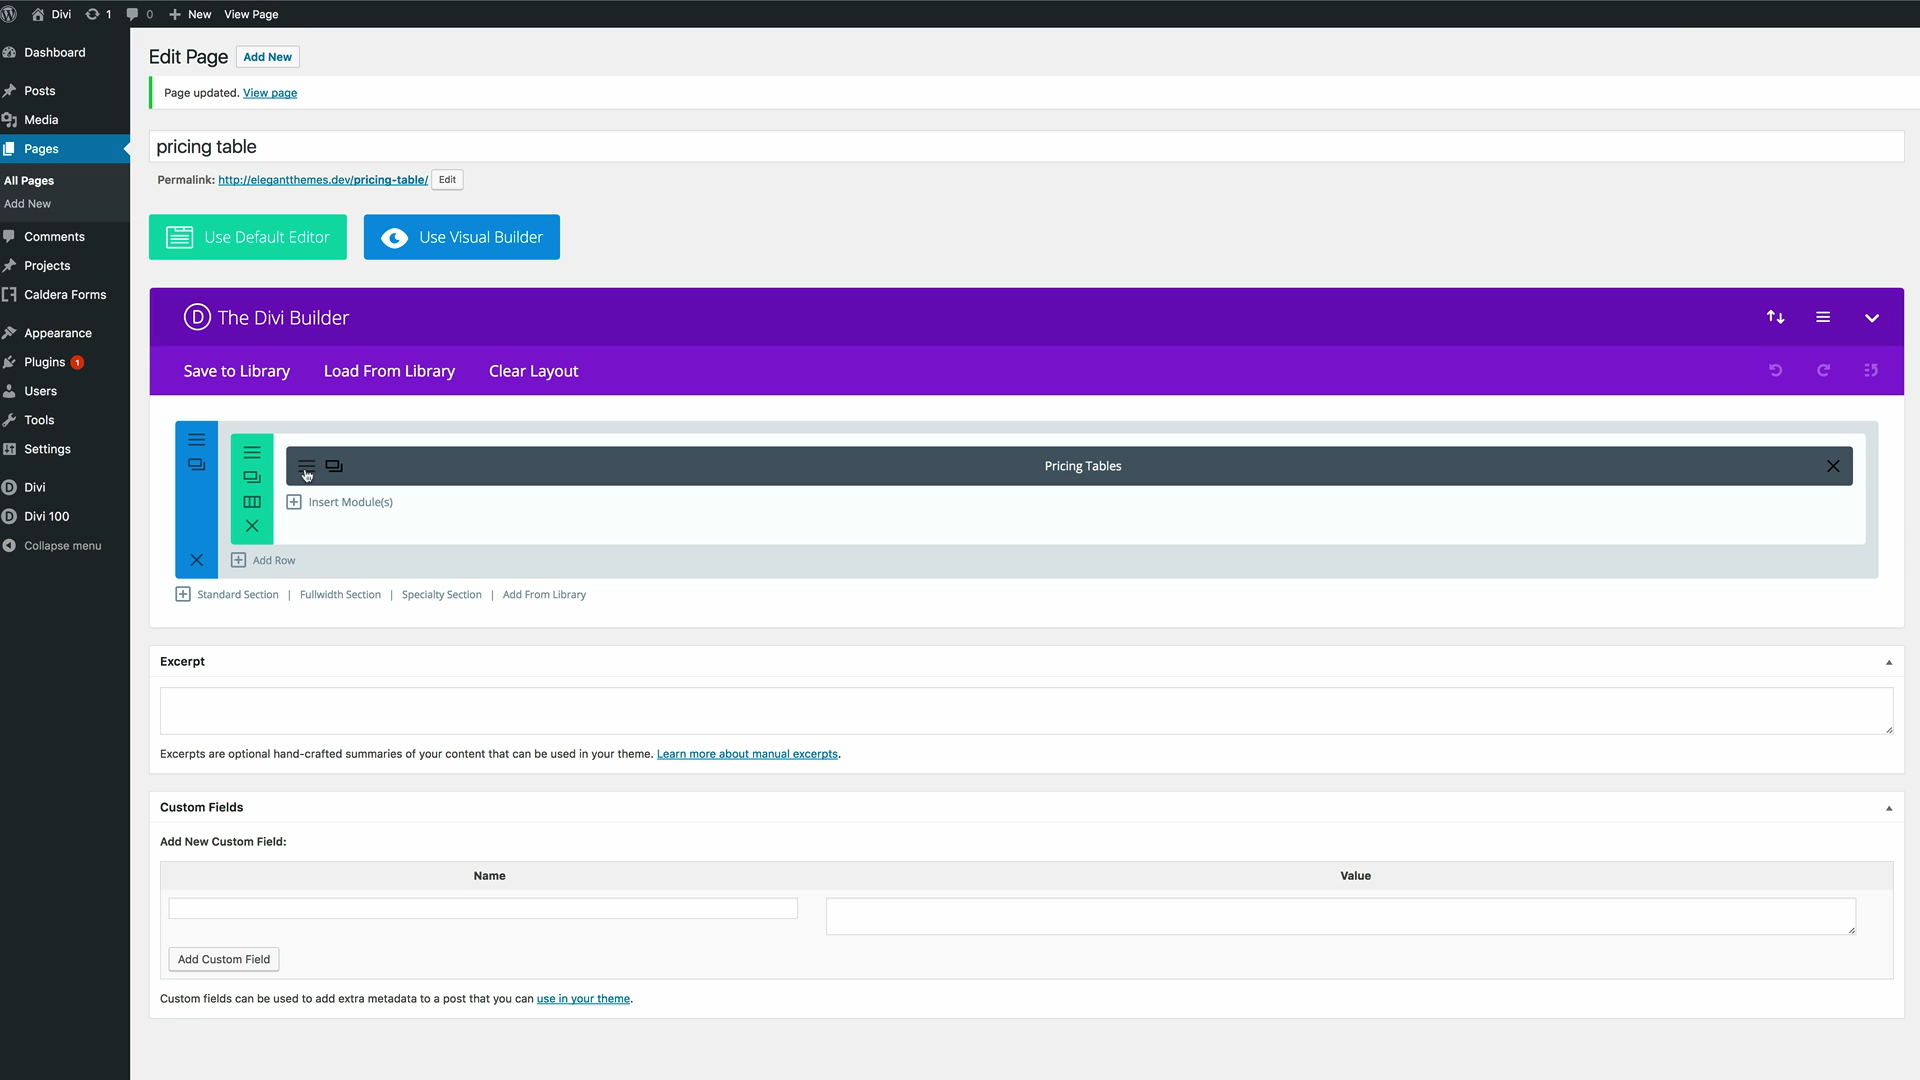 Divi 1 0 New View Page
Dashboard
Posts
Media
Pages
All Pages
Add New
Comments
Projects
Caldera Forms
Appearance
Plugins 1
Users
Tools
Settings
Divi
Divi 100
Collapse menu
Edit Page Add New
Page updated. View page
pricing table
Permalink: http://elegantthemes.dev/pricing-table/ Edit
Use Default Editor Use Visual Builder
D The Divi Builder
Save to Library Load From Library Clear Layout
Pricing Tables
Insert Module(s)
Add Row
Standard Section | Fullwidth Section | Specialty Section | Add From Library
Excerpt
Excerpts are optional hand-crafted summaries of your content that can be used in your theme. Learn more about manual excerpts.
Custom Fields
Add New Custom Field:
Name Value
Add Custom Field
Custom fields can be used to add extra metadata to a post that you can use in your theme.